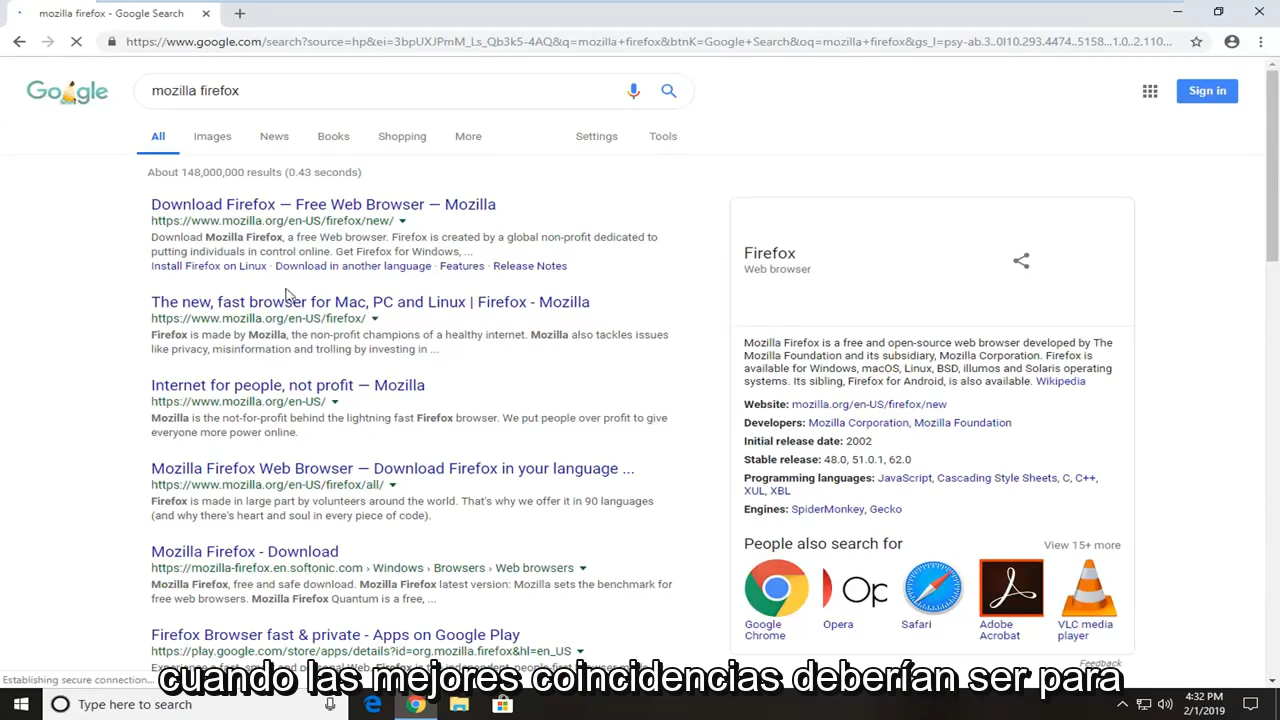 mozilla firefox - Google Search
https://www.google.com/search?source=hp&ei=3bpUXJPmM_Ls_Qb3k5-4AQ&q=mozilla+firefox&btnK=Google+Search&oq=mozilla+firefox&gs_l=psy-ab.3..0l10.293.4474..5158...1.0..2.110...
Google
mozilla firefox
Sign in
All Images News Books Shopping More Settings Tools
About 148,000,000 results (0.43 seconds)
Download Firefox — Free Web Browser — Mozilla
https://www.mozilla.org/en-US/firefox/new/
Download Mozilla Firefox, a free Web browser. Firefox is created by a global non-profit dedicated to
putting individuals in control online. Get Firefox for Windows, ...
Install Firefox on Linux · Download in another language · Features · Release Notes
The new, fast browser for Mac, PC and Linux | Firefox - Mozilla
https://www.mozilla.org/en-US/firefox/
Firefox is made by Mozilla, the non-profit champions of a healthy internet. Mozilla also tackles issues
like privacy, misinformation and trolling by investing in ...
Internet for people, not profit — Mozilla
https://www.mozilla.org/en-US/
Mozilla is the not-for-profit behind the lightning fast Firefox browser. We put people over profit to give
everyone more power online.
Mozilla Firefox Web Browser — Download Firefox in your language ...
https://www.mozilla.org/en-US/firefox/all/
Firefox is made in large part by volunteers around the world. That's why we offer it in 90 languages
(and why there's heart and soul in every piece of code).
Mozilla Firefox - Download
https://mozilla-firefox.en.softonic.com › Windows › Browsers › Web browsers
Mozilla Firefox, free and safe download. Mozilla Firefox latest version: Mozilla sets the benchmark for
free web browsers. Mozilla Firefox Quantum is a free, ...
Firefox Browser fast & private - Apps on Google Play
https://play.google.com/store/apps/details?id=org.mozilla.firefox&hl=en_US
Firefox
Web browser
Mozilla Firefox is a free and open-source web browser developed by The
Mozilla Foundation and its subsidiary, Mozilla Corporation. Firefox is
available for Windows, macOS, Linux, BSD, illumos and Solaris operating
systems. Its sibling, Firefox for Android, is also available. Wikipedia
Website: mozilla.org/en-US/firefox/new
Developers: Mozilla Corporation, Mozilla Foundation
Initial release date: 2002
Stable release: 48.0, 51.0.1, 62.0
Programming languages: JavaScript, Cascading Style Sheets, C, C++,
XUL, XBL
Engines: SpiderMonkey, Gecko
People also search for View 15+ more
Google
Chrome
Opera
Safari
Adobe
Acrobat
VLC media
player
Feedback
Establishing secure connection...
cuando las mejores coincidencias deberían ser para
Type here to search
4:32 PM
2/1/2019